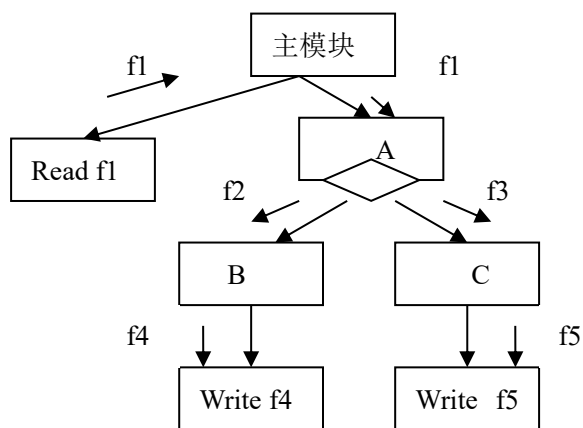 主模块
f1
f1
A
Read f1
f2
f3
B
C
f4
f5
Write f4
Write f5